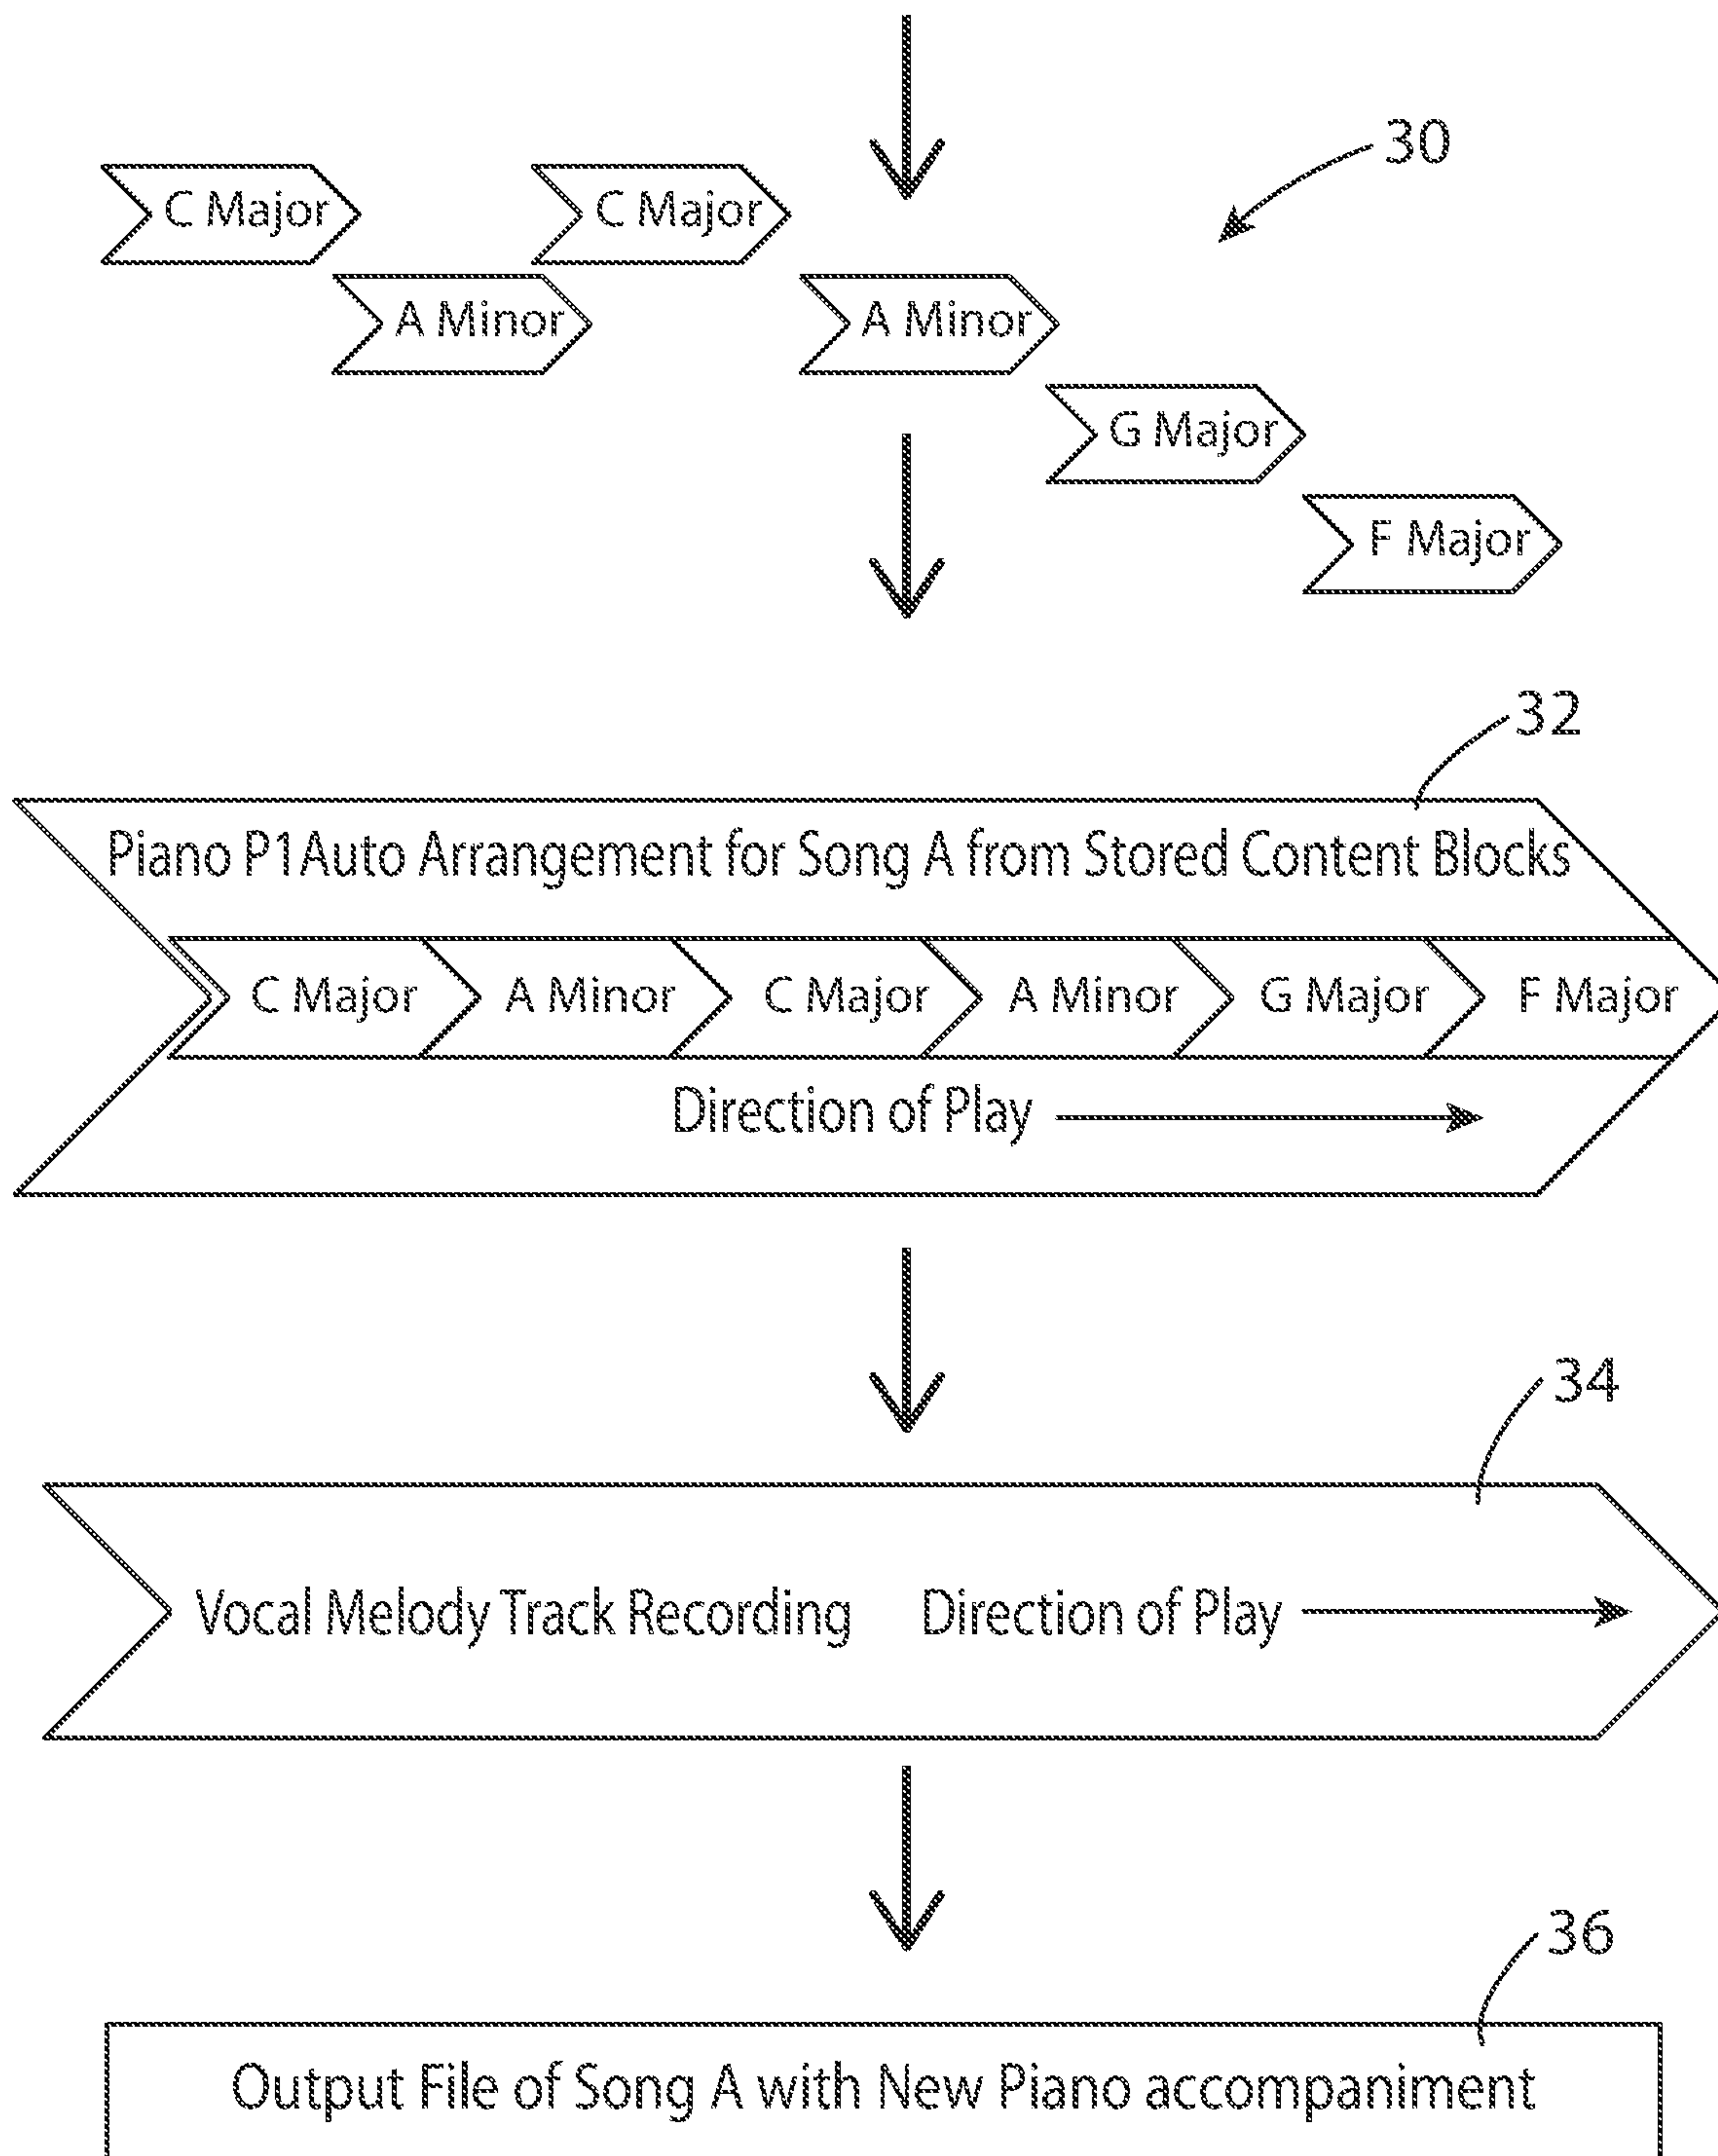 30
C Major
C Major
A Minor
A Minor
G Major
F Major
32
Piano P1 Auto Arrangement for Song A from Stored Content Blocks
C Major A Minor C Major A Minor G Major F Major
Direction of Play
34
Vocal Melody Track Recording Direction of Play
36
Output File of Song A with New Piano accompaniment